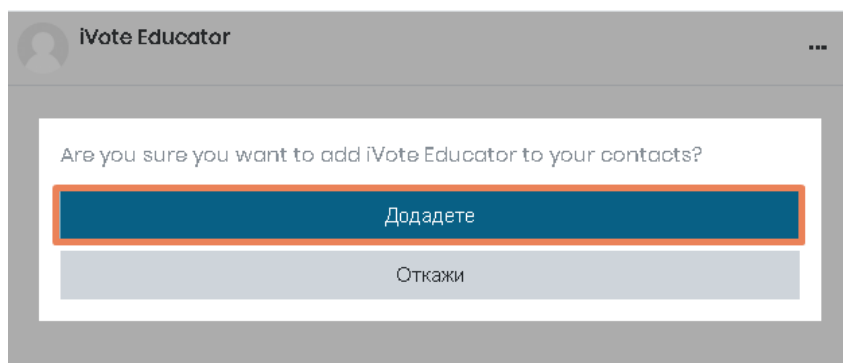 iVote Educator
Are you sure you want to add iVote Educator to your contacts?
Додадете
Откажи